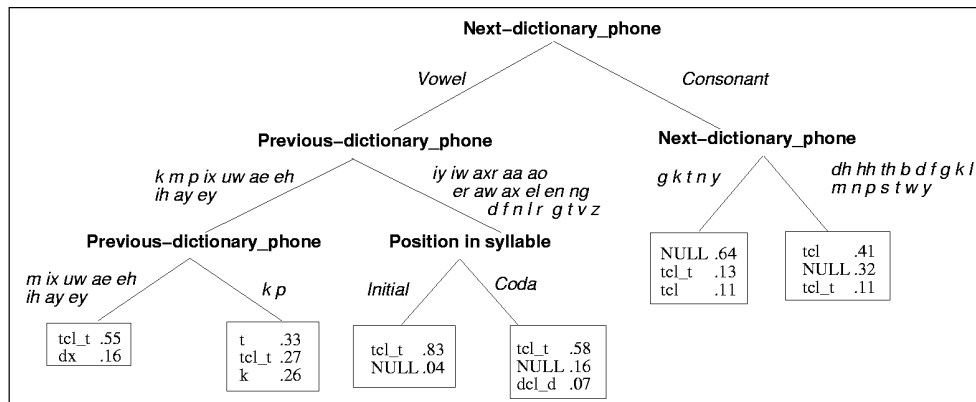 Next-dictionary_phone
Vowel
Consonant
Previous-dictionary_phone
Next-dictionary_phone
k m p ix uw ae eh
ih ay ey
iy iw axr aa ao
er aw ax el en ng
d f n l r g t v z
g k t n y
dh hh th b d f g k l
m n p s t w y
Previous-dictionary_phone
Position in syllable
m ix uw ae eh
ih ay ey
k p
Initial
Coda
NULL .64
tcl_t .13
tcl .11
tcl .41
NULL .32
tcl_t .11
tcl_t .55
dx .16
t .33
tcl_t .27
k .26
tcl_t .83
NULL .04
tcl_t .58
NULL .16
dcl_d .07